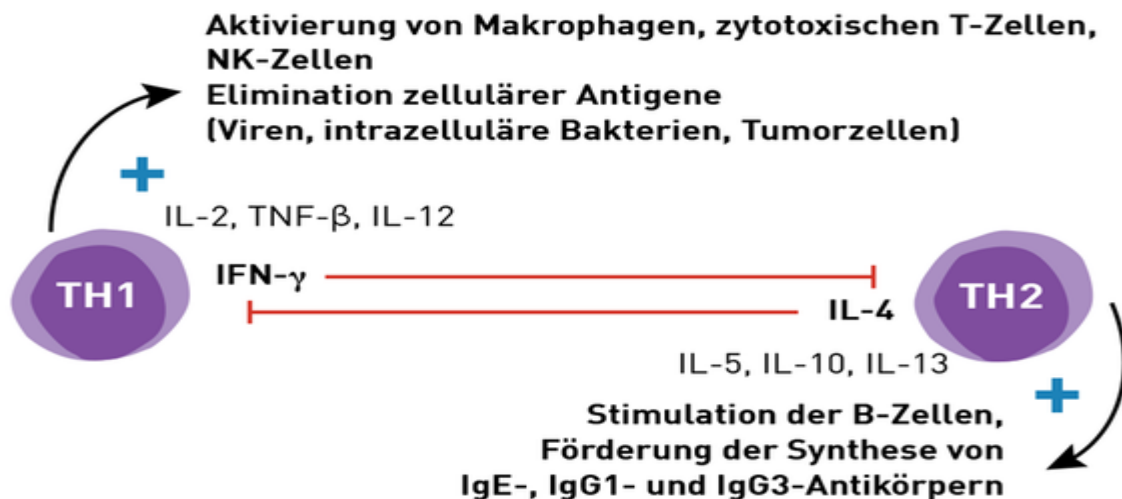 Aktivierung von Makrophagen, zytotoxischen T-Zellen,
NK-Zellen
Elimination zellulärer Antigene
(Viren, intrazelluläre Bakterien, Tumorzellen)
+
IL-2, TNF-β, IL-12
TH1
IFN-γ
TH2
IL-4
IL-5, IL-10, IL-13
+
Stimulation der B-Zellen,
Förderung der Synthese von
IgE-, IgG1- und IgG3-Antikörpern